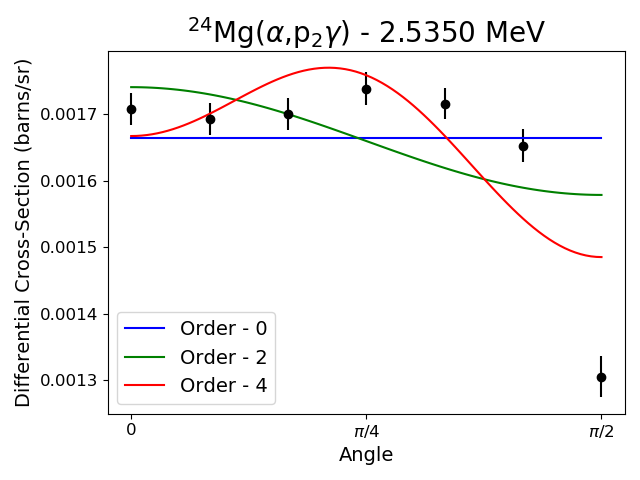 ²⁴Mg(α,p₂γ) - 2.5350 MeV
Differential Cross-Section (barns/sr)
0.0017
0.0016
0.0015
0.0014
0.0013
Order - 0
Order - 2
Order - 4
0
π/4
π/2
Angle